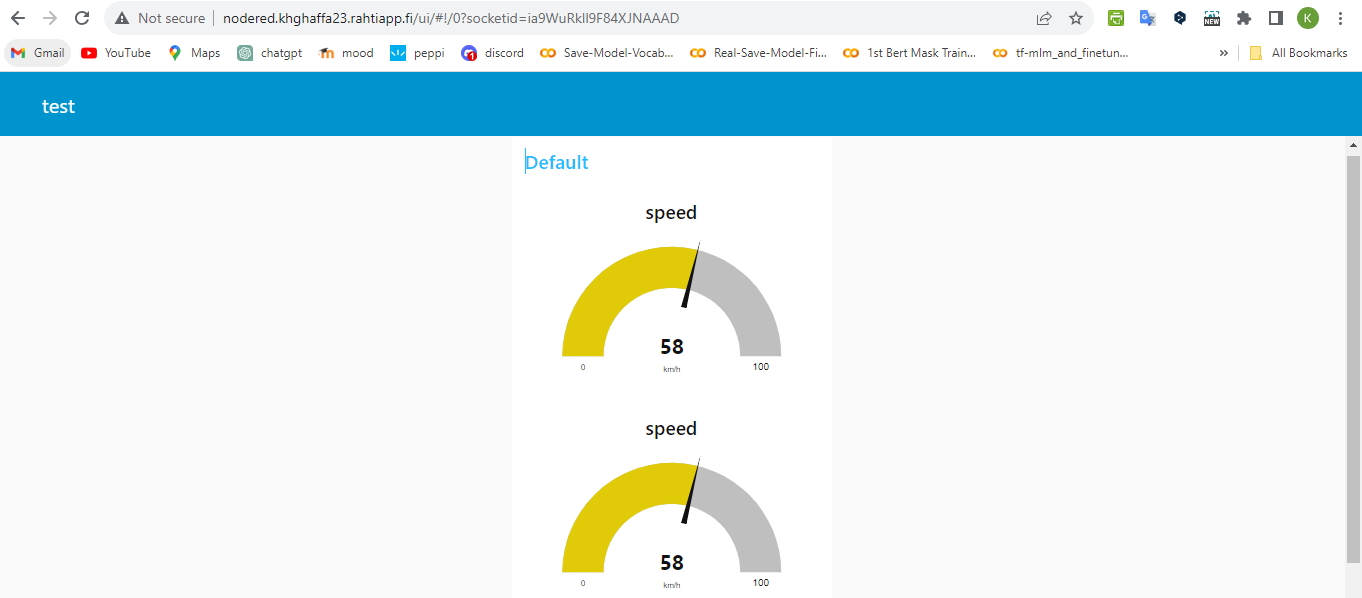 Not secure nodered.khghaffa23.rahtiapp.fi/ui/#!/0?socketid=ia9WuRkIl9F84XJNAAAD NEW K
Gmail YouTube Maps chatgpt mood peppi 1 discord Save-Model-Vocab... Real-Save-Model-Fi... 1st Bert Mask Train... tf-mlm_and_finetun... » All Bookmarks
test
Default
speed
58
0 km/h 100
speed
58
0 km/h 100